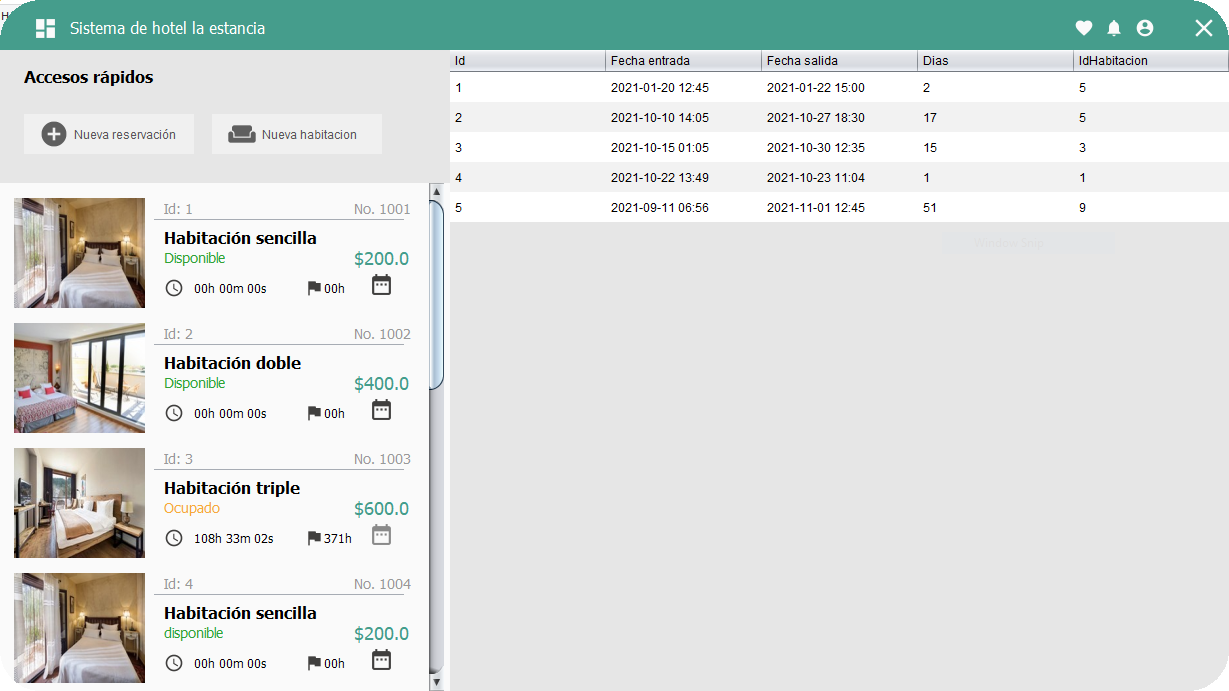 H
Sistema de hotel la estancia
Accesos rápidos
Nueva reservación
Nueva habitacion
Id: 1 No. 1001
Habitación sencilla
Disponible $200.0
00h 00m 00s 00h
Id: 2 No. 1002
Habitación doble
Disponible $400.0
00h 00m 00s 00h
Id: 3 No. 1003
Habitación triple
Ocupado $600.0
108h 33m 02s 371h
Id: 4 No. 1004
Habitación sencilla
disponible $200.0
00h 00m 00s 00h
Id Fecha entrada Fecha salida Dias IdHabitacion
1 2021-01-20 12:45 2021-01-22 15:00 2 5
2 2021-10-10 14:05 2021-10-27 18:30 17 5
3 2021-10-15 01:05 2021-10-30 12:35 15 3
4 2021-10-22 13:49 2021-10-23 11:04 1 1
5 2021-09-11 06:56 2021-11-01 12:45 51 9